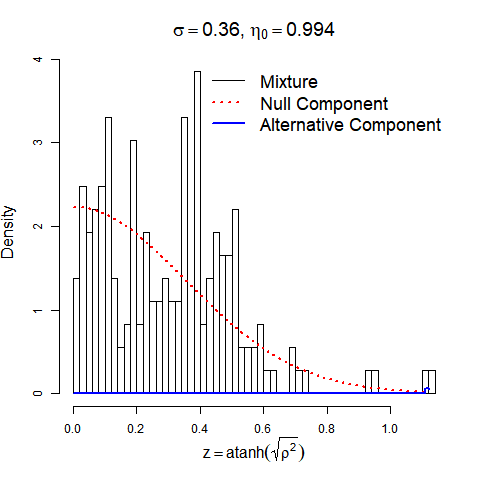 σ = 0.36, η₀ = 0.994
Mixture
Null Component
Alternative Component
Density
4
3
2
1
0
0.0 0.2 0.4 0.6 0.8 1.0
z = atanh(√ρ²)